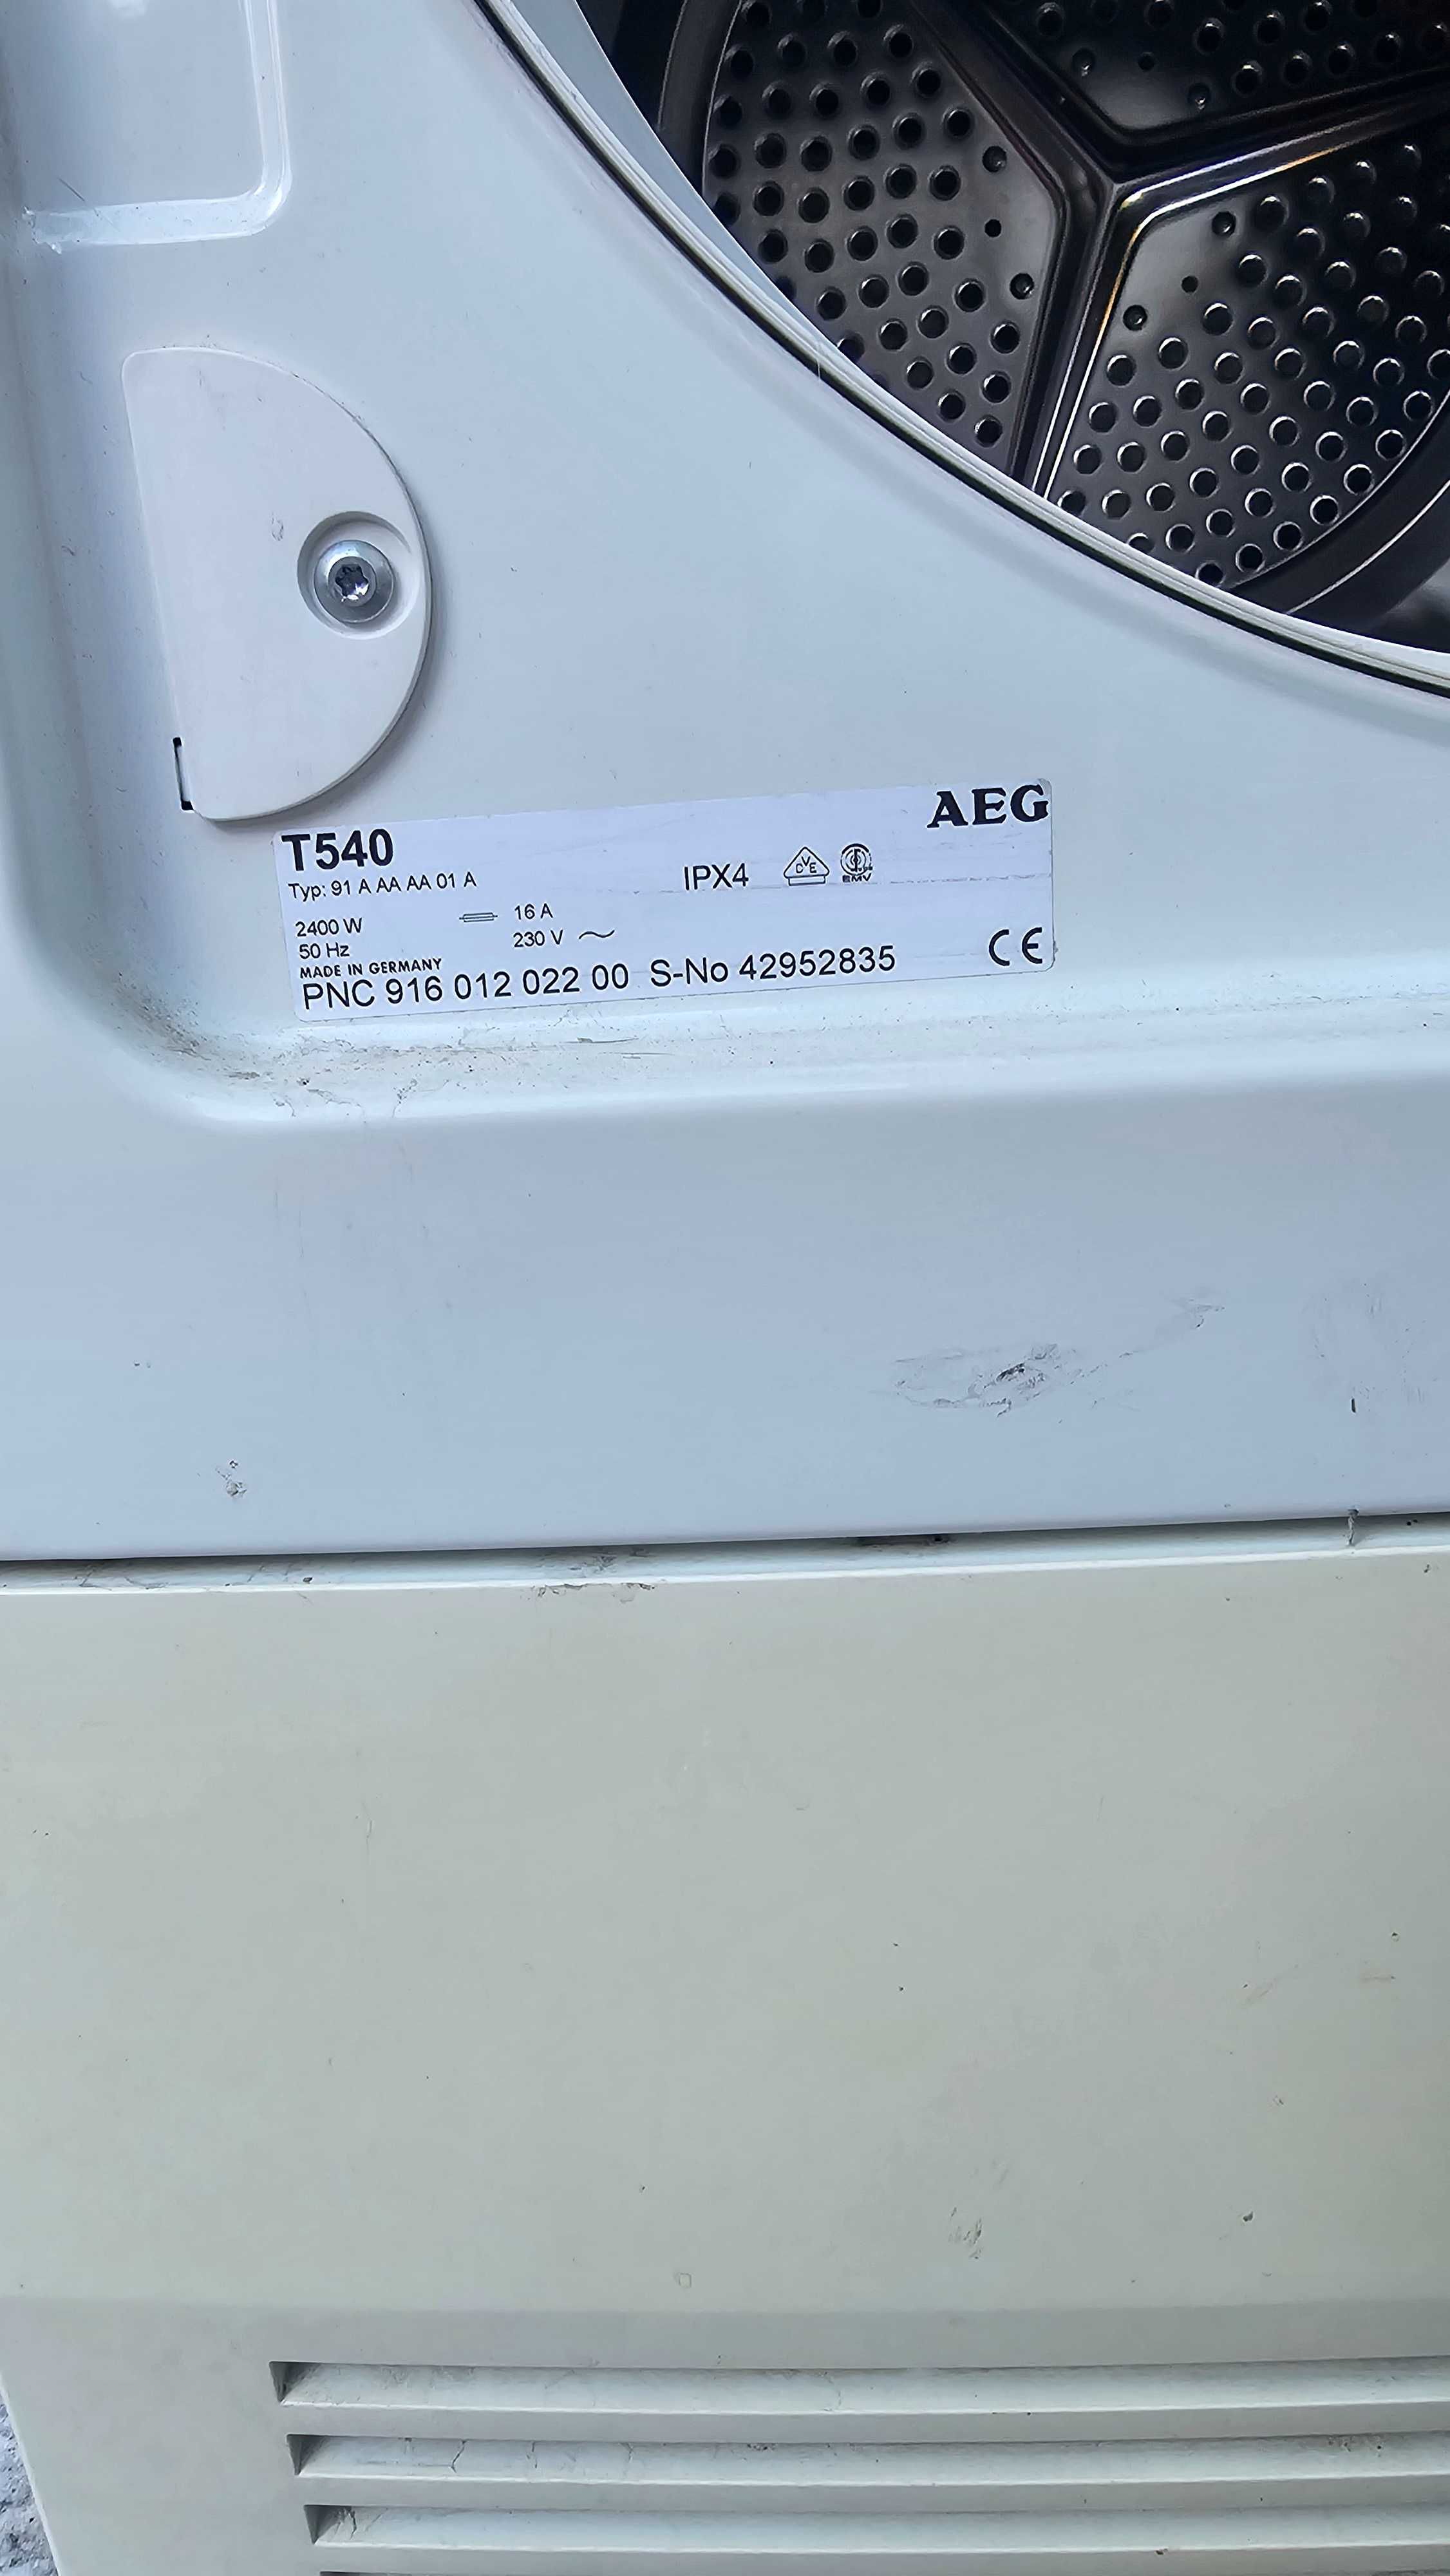 AEG
T540
Typ: 91 A AA AA 01 A
IPX4
DVE
EMV
2400 W
16 A
50 Hz
230 V ~
MADE IN GERMANY
PNC 916 012 022 00 S-No 42952835
CE